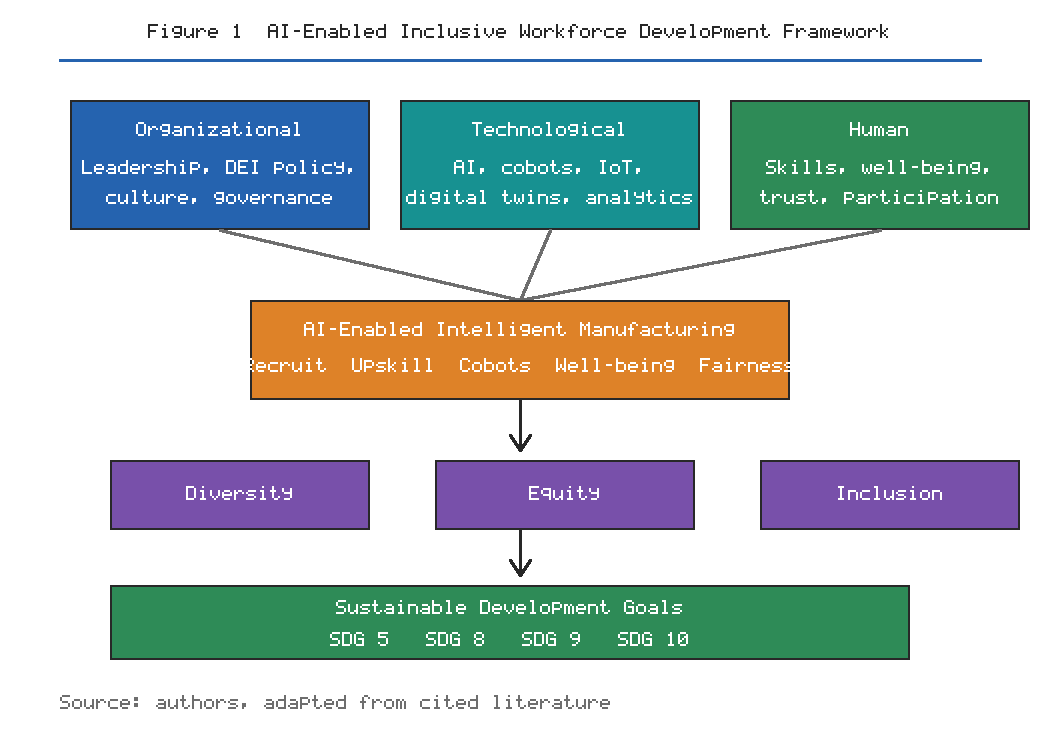 Figure 1  AI-Enabled Inclusive Workforce Development Framework
Organizational
Leadership, DEI policy,
culture, governance
Technological
AI, cobots, IoT,
digital twins, analytics
Human
Skills, well-being,
trust, participation
AI-Enabled Intelligent Manufacturing
Recruit  Upskill  Cobots  Well-being  Fairness
Diversity
Equity
Inclusion
Sustainable Development Goals
SDG 5   SDG 8   SDG 9   SDG 10
Source: authors, adapted from cited literature